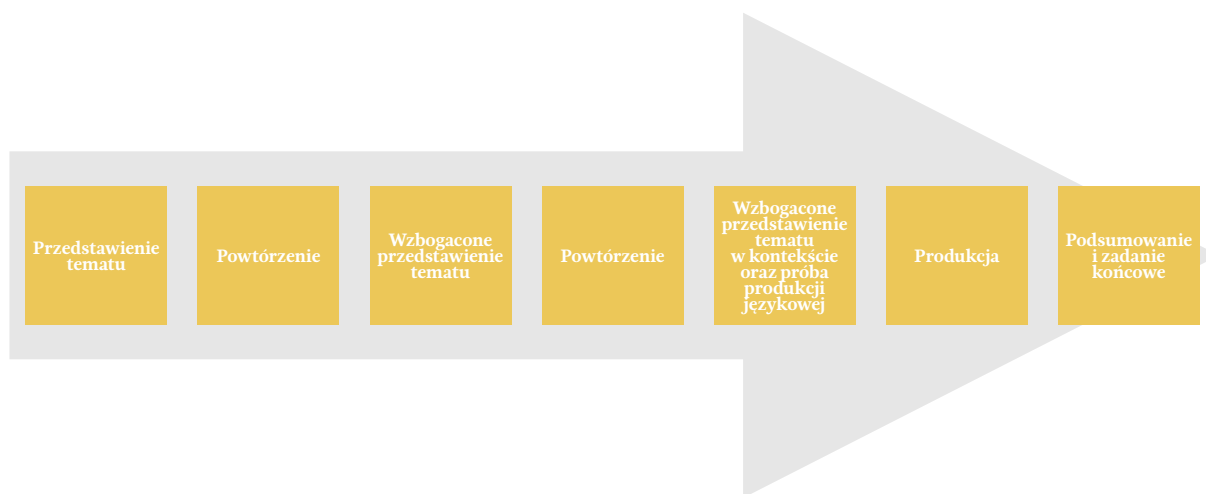 Przedstawienie
tematu
Powtórzenie
Wzbogacone
przedstawienie
tematu
Powtórzenie
Wzbogacone
przedstawienie
tematu
w kontekście
oraz próba
produkcji
językowej
Produkcja
Podsumowanie
i zadanie
końcowe